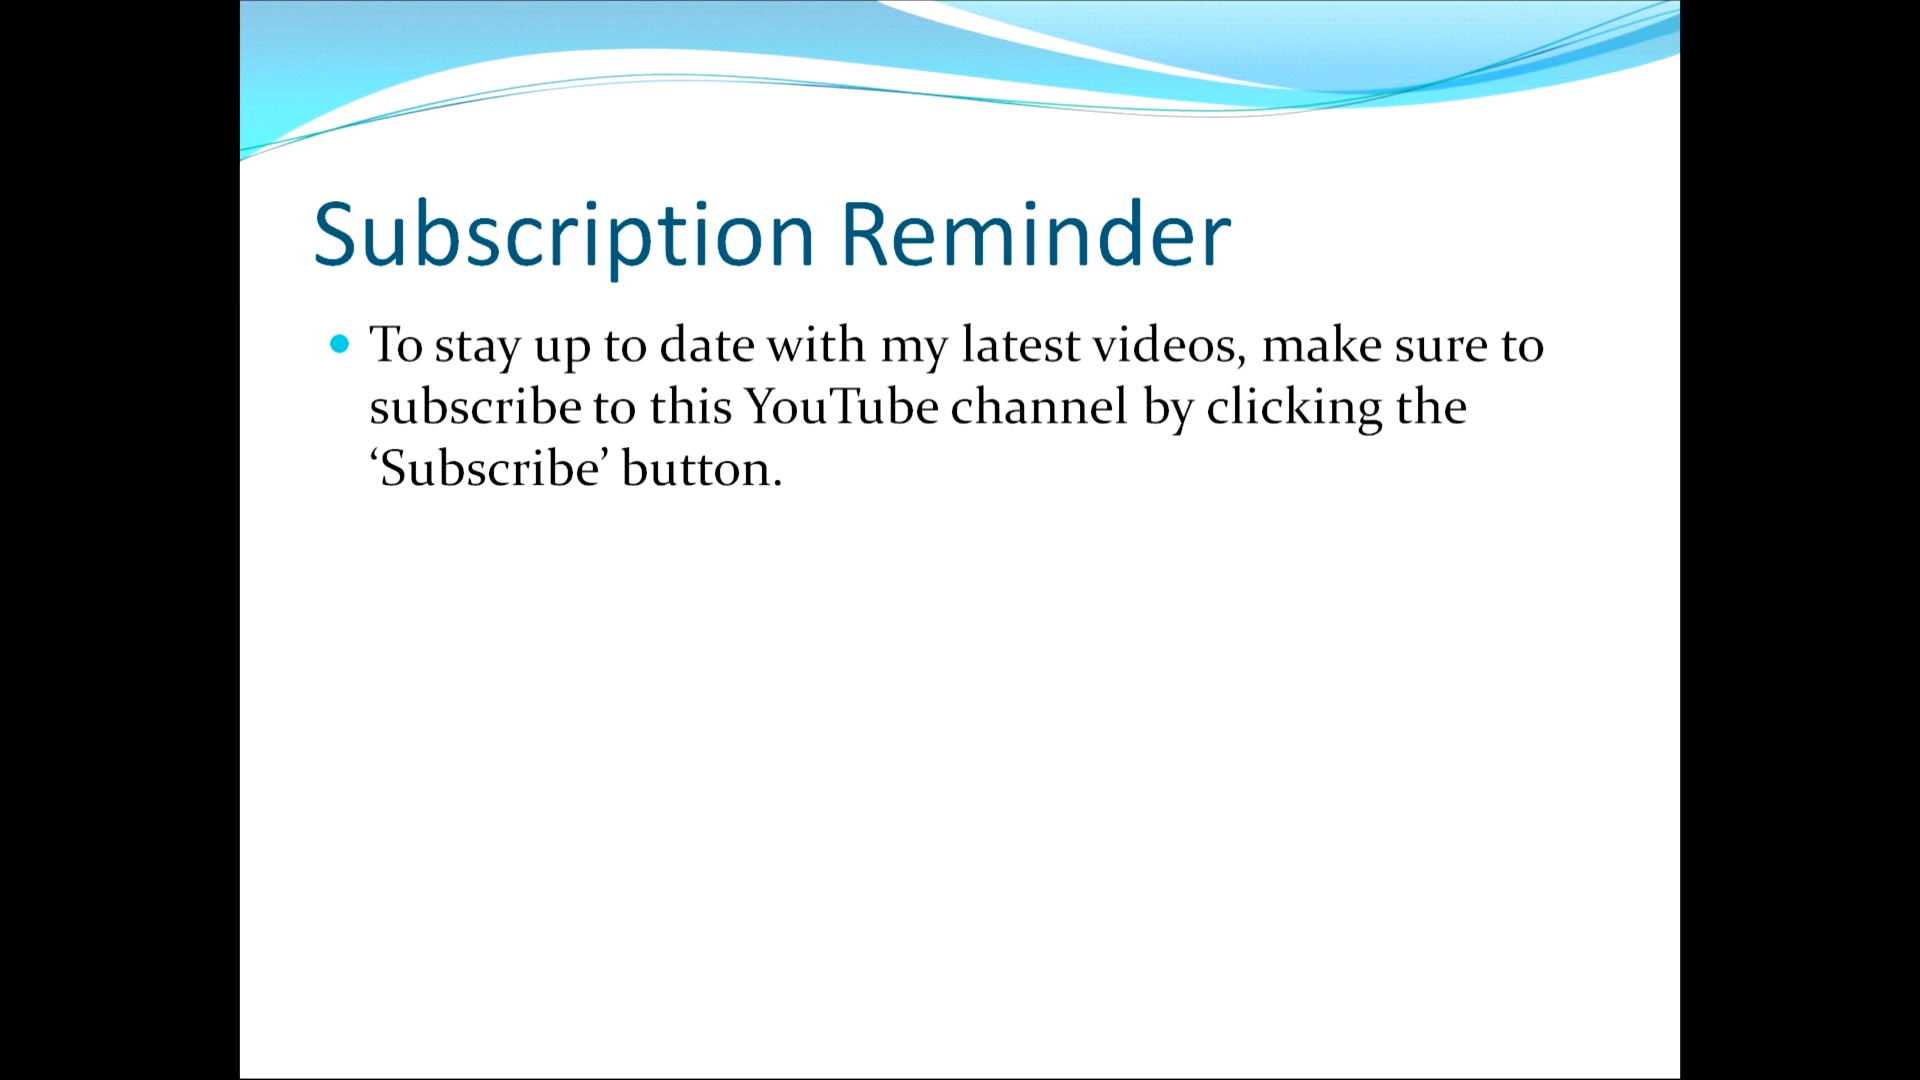 Subscription Reminder
• To stay up to date with my latest videos, make sure to
subscribe to this YouTube channel by clicking the
‘Subscribe’ button.